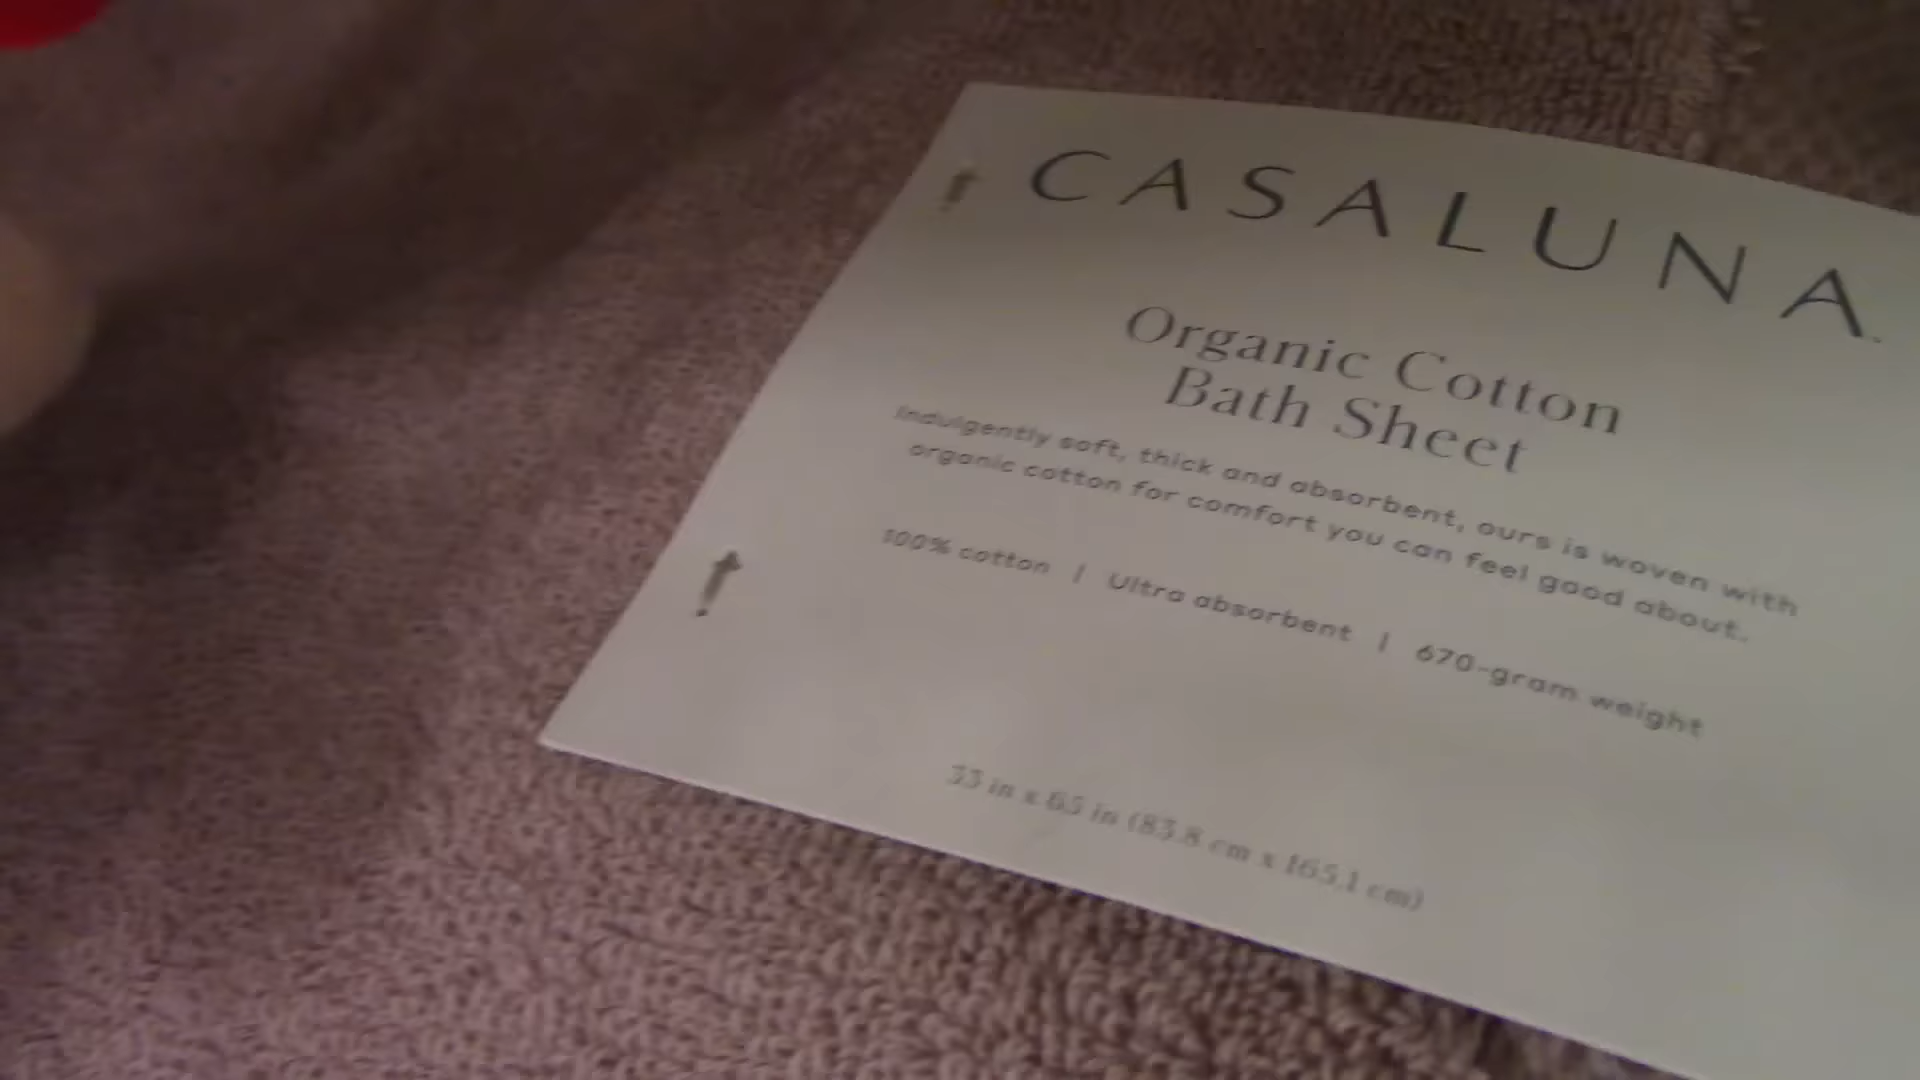 CASALUNA
Organic Cotton
Bath Sheet
Indulgently soft, thick and absorbent, ours is woven with
organic cotton for comfort you can feel good about.
100% cotton | Ultra absorbent | 670-gram weight
33 in x 65 in (83.8 cm x 165.1 cm)